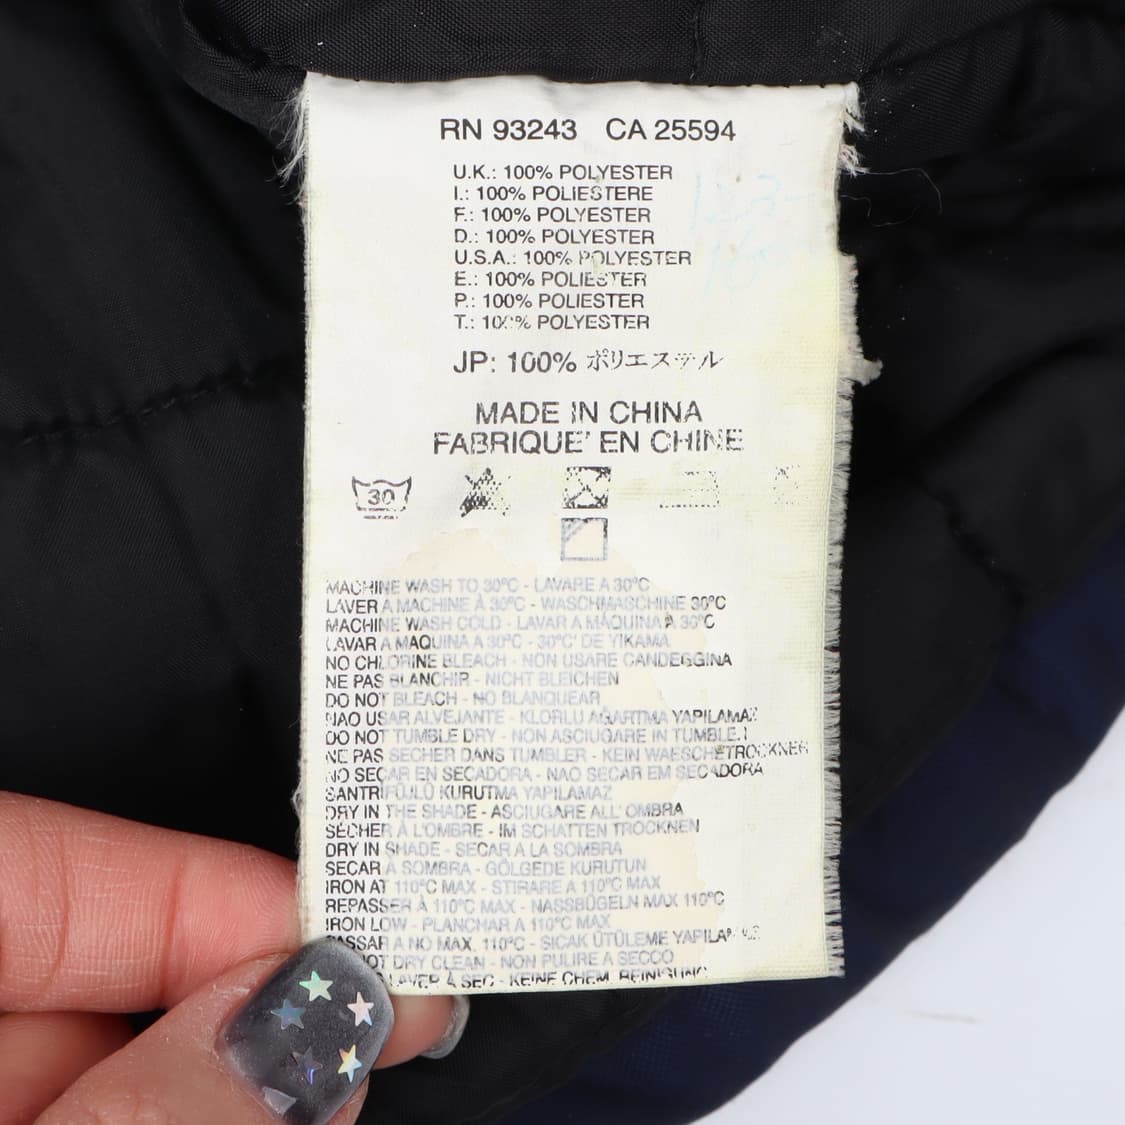 RN 93243 CA 25594
U.K.: 100% POLYESTER
I.: 100% POLIESTERE
F.: 100% POLYESTER
D.: 100% POLYESTER
U.S.A.: 100% POLYESTER
E.: 100% POLIESTER
P.: 100% POLIESTER
T.: 100% POLYESTER
JP: 100% ポリエステル
MADE IN CHINA
FABRIQUE' EN CHINE
30
MACHINE WASH TO 30°C - LAVARE A 30°C
LAVER A MACHINE À 30°C - WASCHMASCHINE 30°C
MACHINE WASH COLD - LAVAR A MÀQUINA A 30°C
LAVAR A MAQUINA A 30°C - 30°C' DE YIKAMA
NO CHLORINE BLEACH - NON USARE CANDEGGINA
NE PAS BLANCHIR - NICHT BLEICHEN
DO NOT BLEACH - NO BLANQUEAR
NAO USAR ALVEJANTE - KLORLU AĞARTMA YAPILAMAZ
DO NOT TUMBLE DRY - NON ASCIUGARE IN TUMBLE.
NE PAS SECHER DANS TUMBLER - KEIN WAESCHETROCKNER
NO SECAR EN SECADORA - NAO SECAR EM SECADORA
SANTRIFÜJLÜ KURUTMA YAPILAMAZ
DRY IN THE SHADE - ASCIUGARE ALL' OMBRA
SÉCHER À L'OMBRE - IM SCHATTEN TROCKNEN
DRY IN SHADE - SECAR A LA SOMBRA
SECAR À SOMBRA - GÖLGEDE KURUTUN
IRON AT 110°C MAX - STIRARE A 110°C MAX
REPASSER À 110°C MAX - NASSBÜGELN MAX 110°C
IRON LOW - PLANCHAR A 110°C MAX
PASSAR A NO MAX. 110°C - SICAK ÜTÜLEME YAPILA
NOT DRY CLEAN - NON PULIRE A SECCO
LAVER À SEC - KEINE CHEM. REINIGUNG